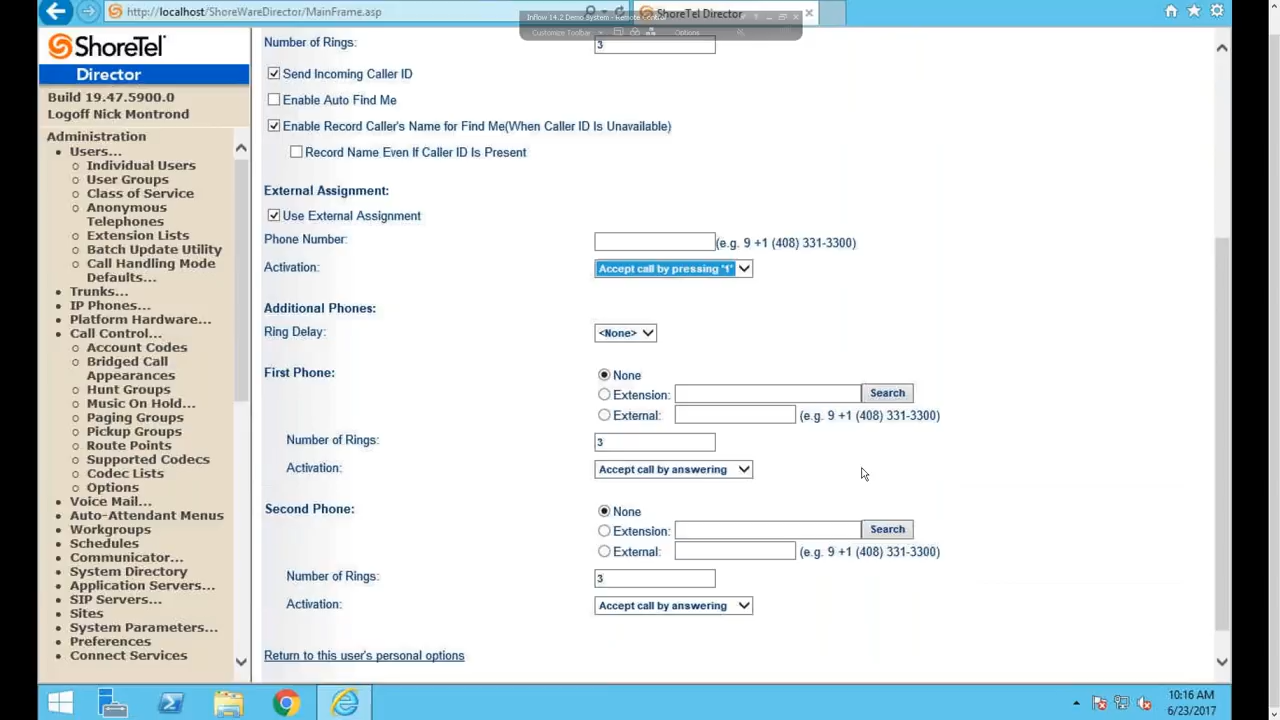 http://localhost/ShoreWareDirector/MainFrame.asp
ShoreTel Director
Inflow 14.2 Demo System - Remote Control
Customize Toolbar
Options
ShoreTel
Director
Build 19.47.5900.0
Logoff Nick Montrond
Administration
Users...
Individual Users
User Groups
Class of Service
Anonymous
Telephones
Extension Lists
Batch Update Utility
Call Handling Mode
Defaults...
Trunks...
IP Phones...
Platform Hardware...
Call Control...
Account Codes
Bridged Call
Appearances
Hunt Groups
Music On Hold...
Paging Groups
Pickup Groups
Route Points
Supported Codecs
Codec Lists
Options
Voice Mail...
Auto-Attendant Menus
Workgroups
Schedules
Communicator...
System Directory
Application Servers...
SIP Servers...
Sites
System Parameters...
Preferences
Connect Services
Number of Rings: 3
Send Incoming Caller ID
Enable Auto Find Me
Enable Record Caller's Name for Find Me(When Caller ID Is Unavailable)
Record Name Even If Caller ID Is Present
External Assignment:
Use External Assignment
Phone Number: (e.g. 9 +1 (408) 331-3300)
Activation: Accept call by pressing '1'
Additional Phones:
Ring Delay: <None>
First Phone: None
Extension: Search
External: (e.g. 9 +1 (408) 331-3300)
Number of Rings: 3
Activation: Accept call by answering
Second Phone: None
Extension: Search
External: (e.g. 9 +1 (408) 331-3300)
Number of Rings: 3
Activation: Accept call by answering
Return to this user's personal options
10:16 AM
6/23/2017